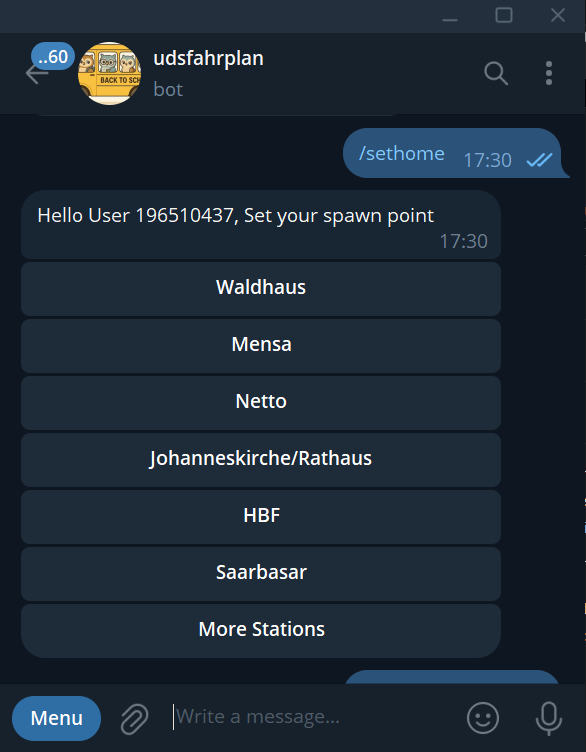 ..60
udsfahrplan
BACK TO SCH
bot
/sethome 17:30
Hello User 196510437, Set your spawn point
17:30
Waldhaus
Mensa
Netto
Johanneskirche/Rathaus
HBF
Saarbasar
More Stations
Menu
Write a message...